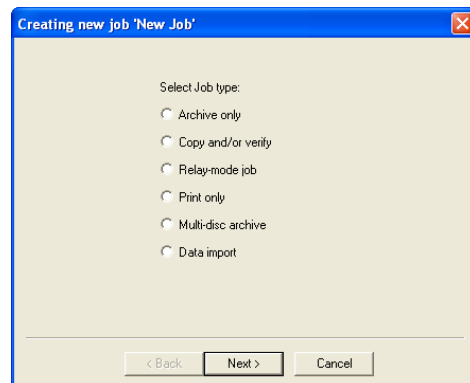 Creating new job 'New Job'
Select Job type:
Archive only
Copy and/or verify
Relay-mode job
Print only
Multi-disc archive
Data import
< Back Next > Cancel